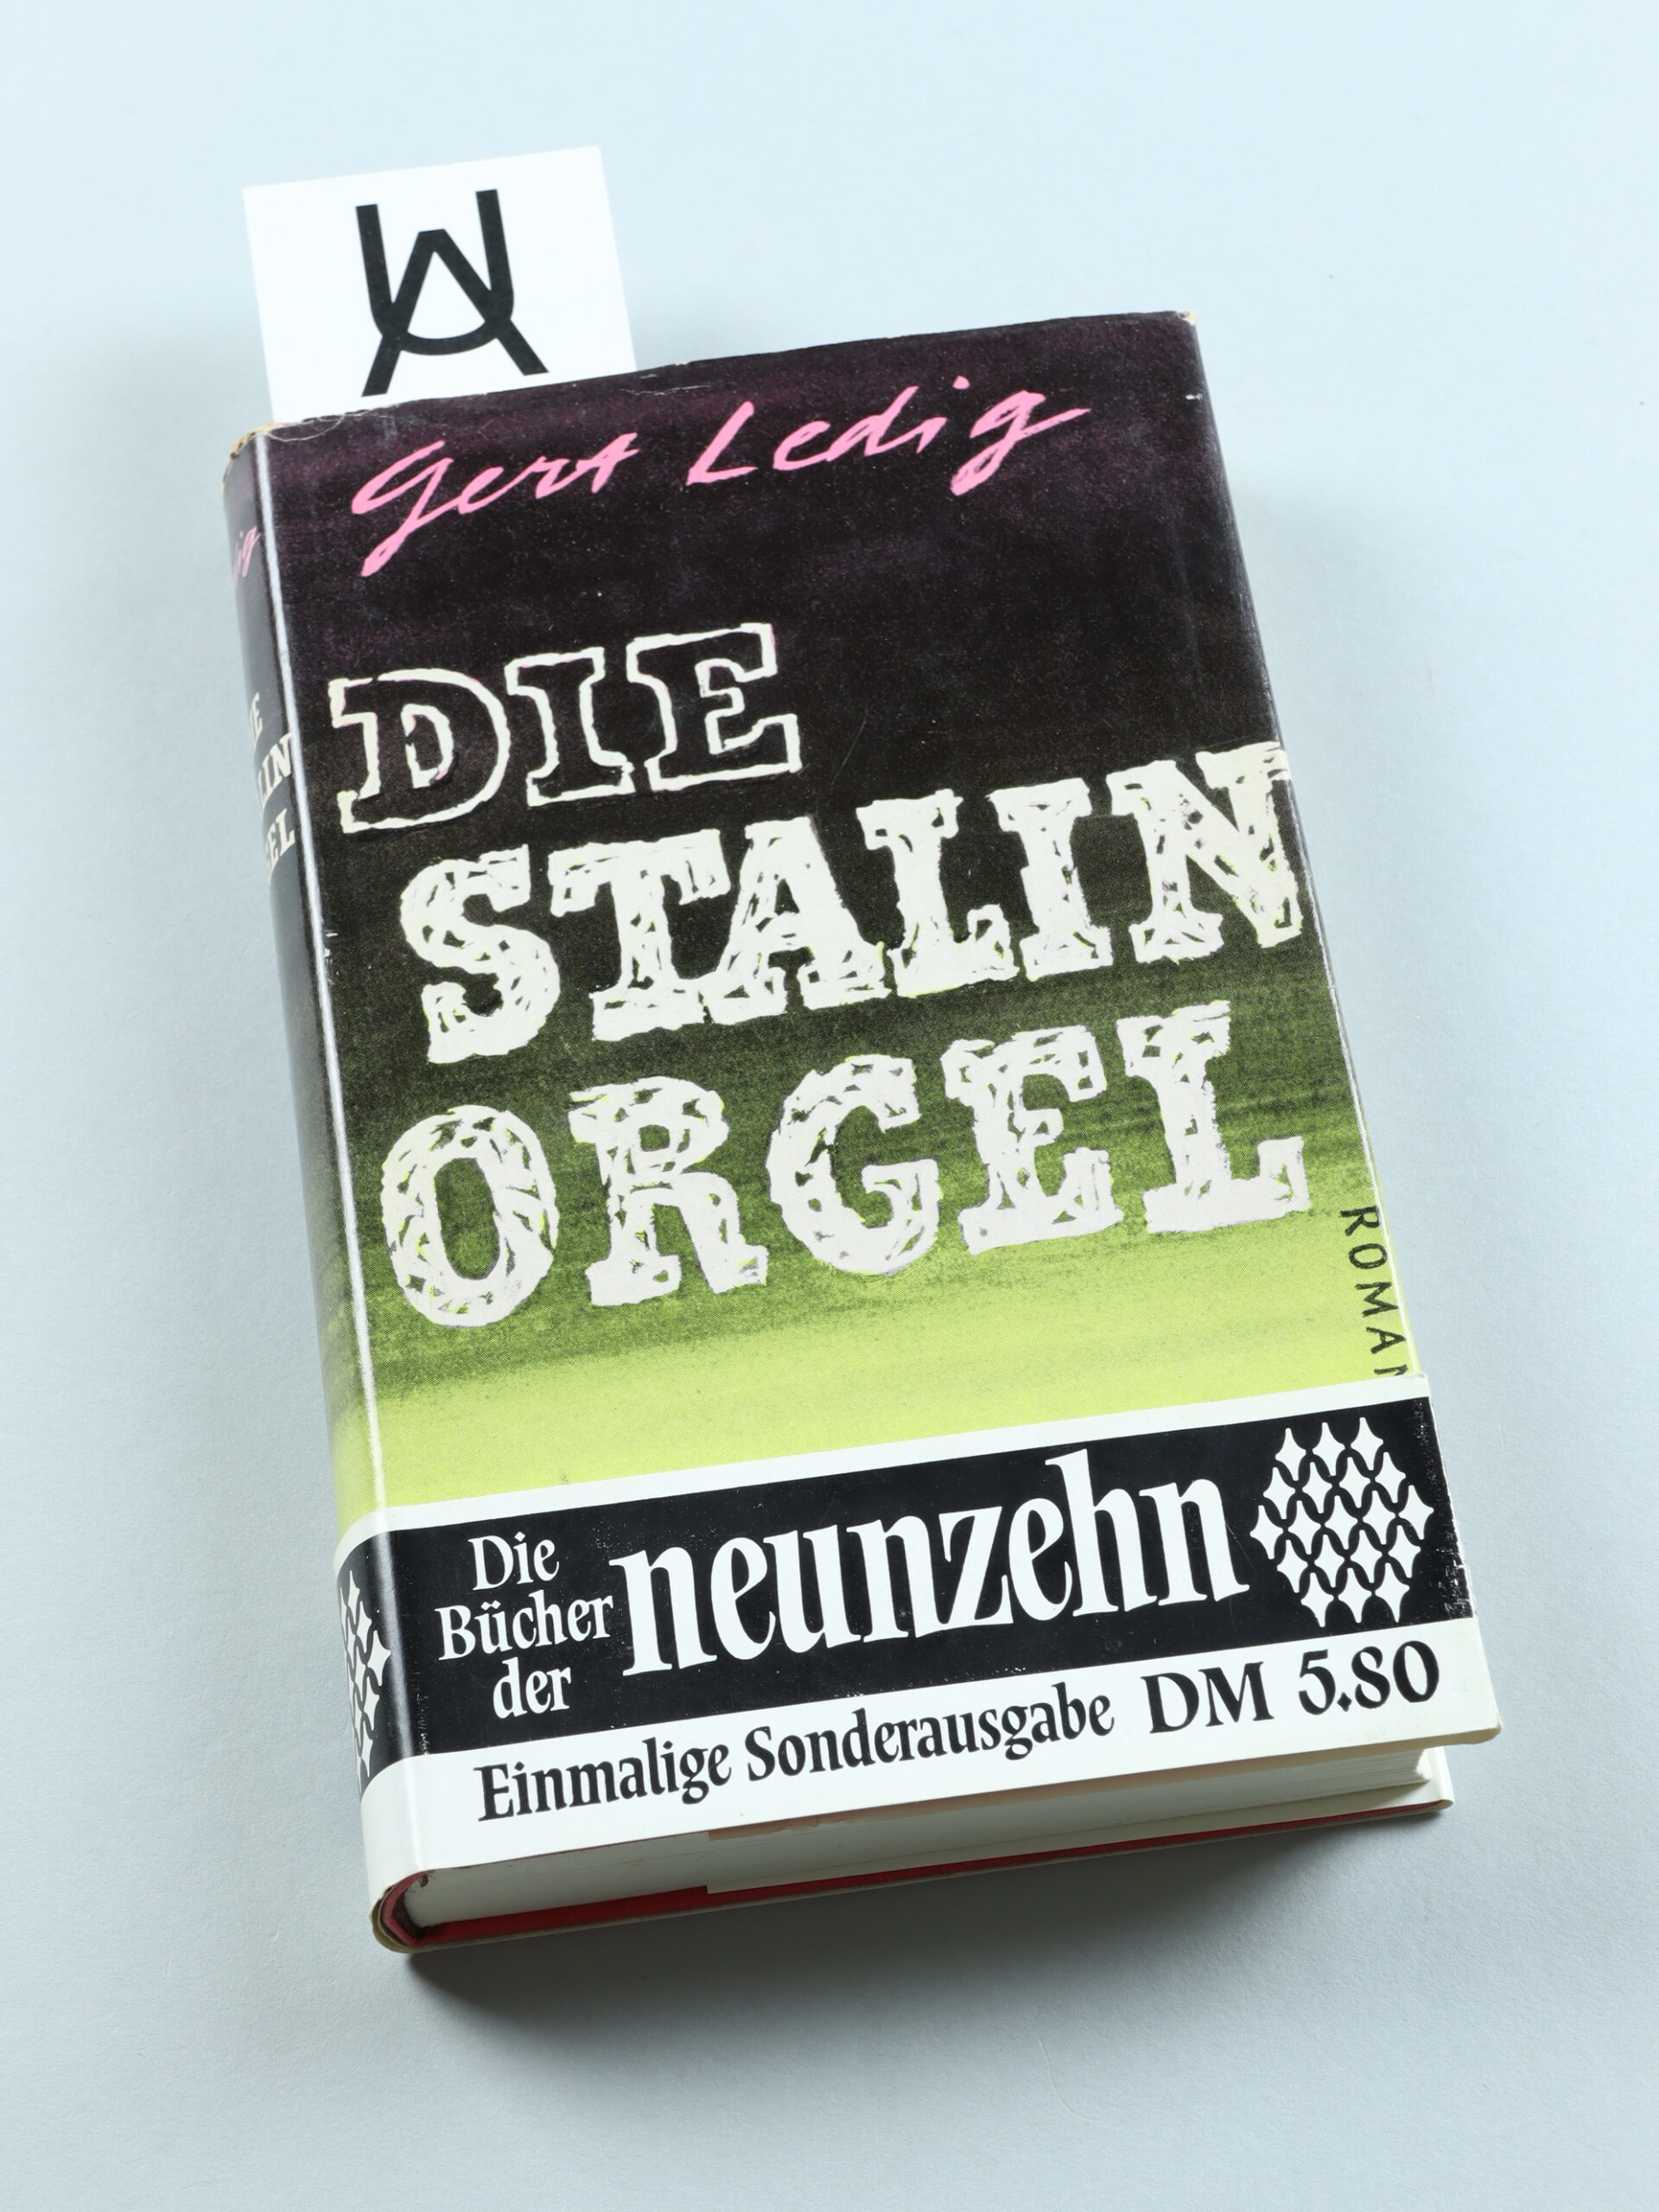 Gert Ledig
DIE
STALIN
ORGEL
ROMAN
Die
Bücher
der
neunzehn
Einmalige Sonderausgabe DM 5.80